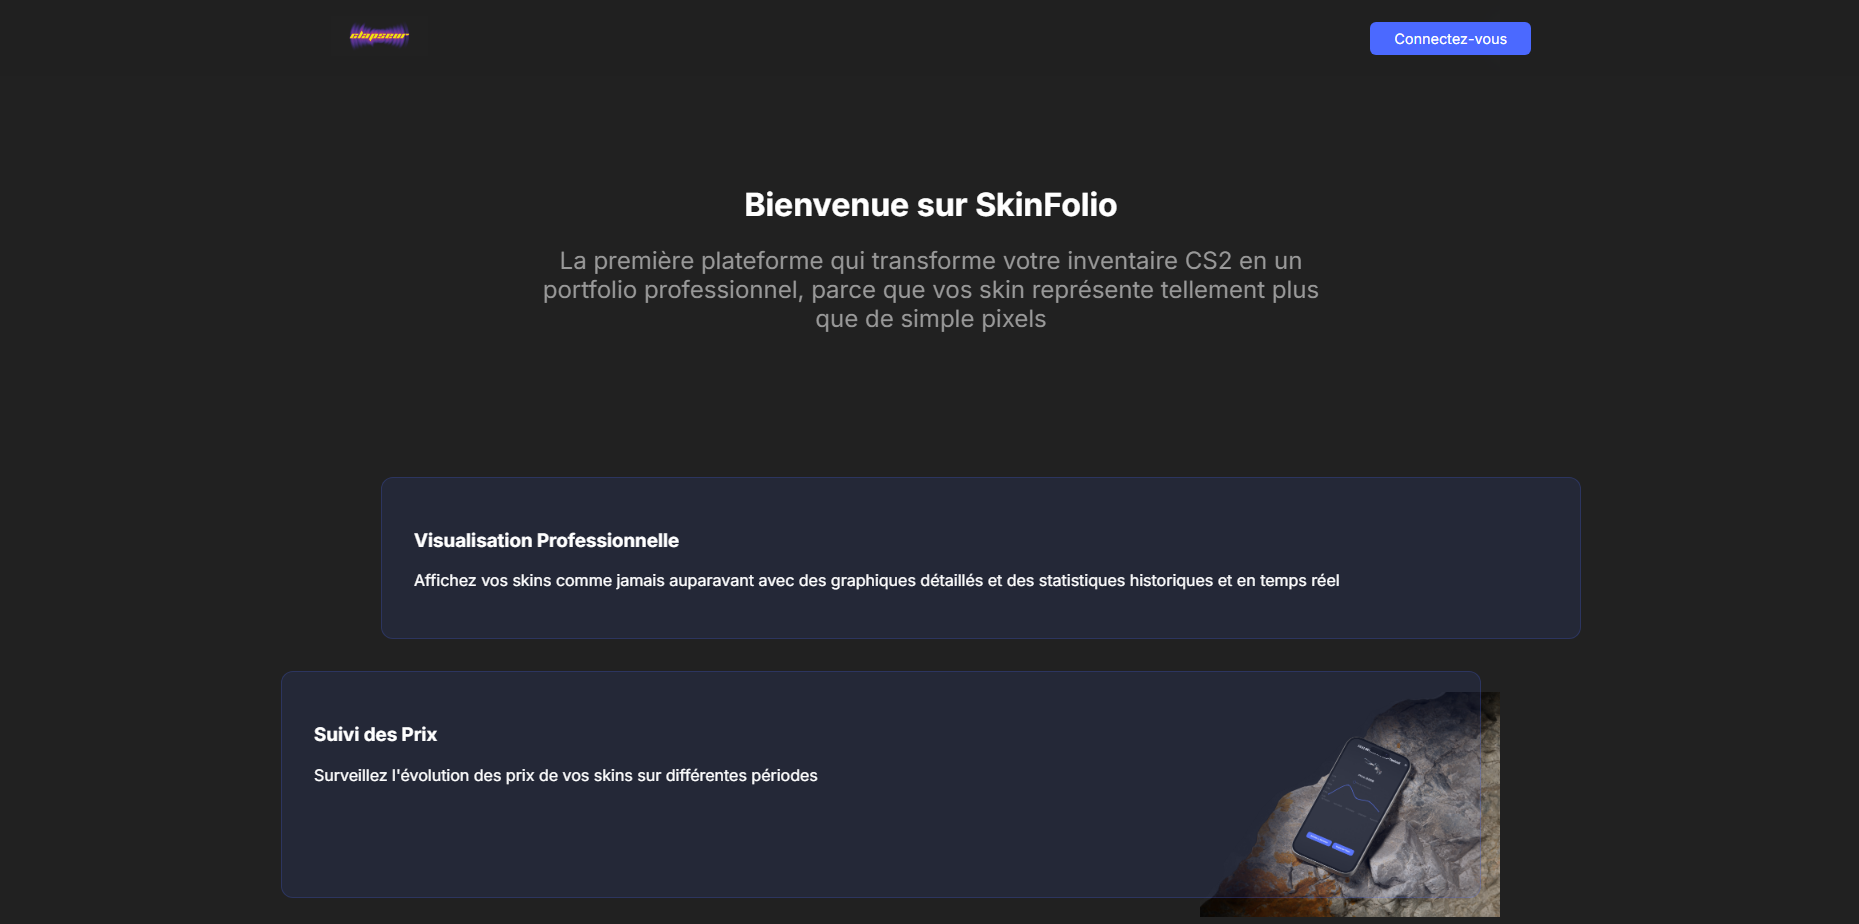 clapseur
Connectez-vous
Bienvenue sur SkinFolio
La première plateforme qui transforme votre inventaire CS2 en un
portfolio professionnel, parce que vos skin représente tellement plus
que de simple pixels
Visualisation Professionnelle
Affichez vos skins comme jamais auparavant avec des graphiques détaillés et des statistiques historiques et en temps réel
Suivi des Prix
Surveillez l'évolution des prix de vos skins sur différentes périodes